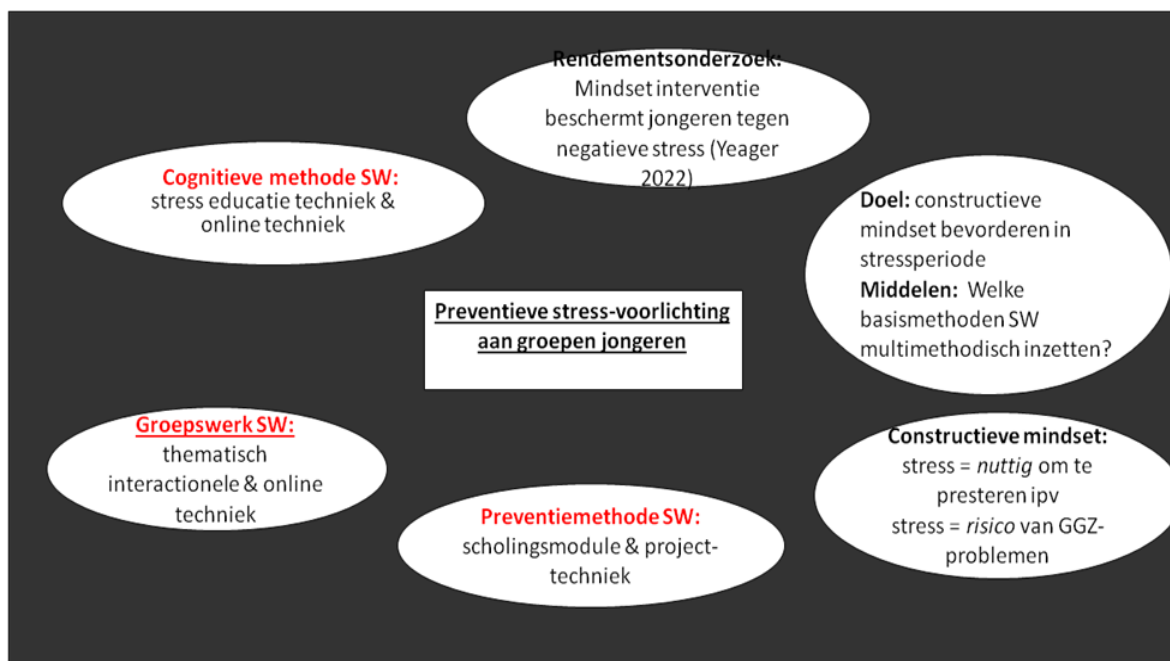 Rendementsonderzoek:
Mindset interventie
beschermt jongeren tegen
negatieve stress (Yeager
2022)
Cognitieve methode SW:
stress educatie techniek &
online techniek
Doel: constructieve
mindset bevorderen in
stressperiode
Middelen: Welke
basismethoden SW
multimethodisch inzetten?
Preventieve stress-voorlichting
aan groepen jongeren
Groepswerk SW:
thematisch
interactionele & online
techniek
Constructieve mindset:
stress = nuttig om te
presteren ipv
stress = risico van GGZ-
problemen
Preventiemethode SW:
scholingsmodule & project-
techniek